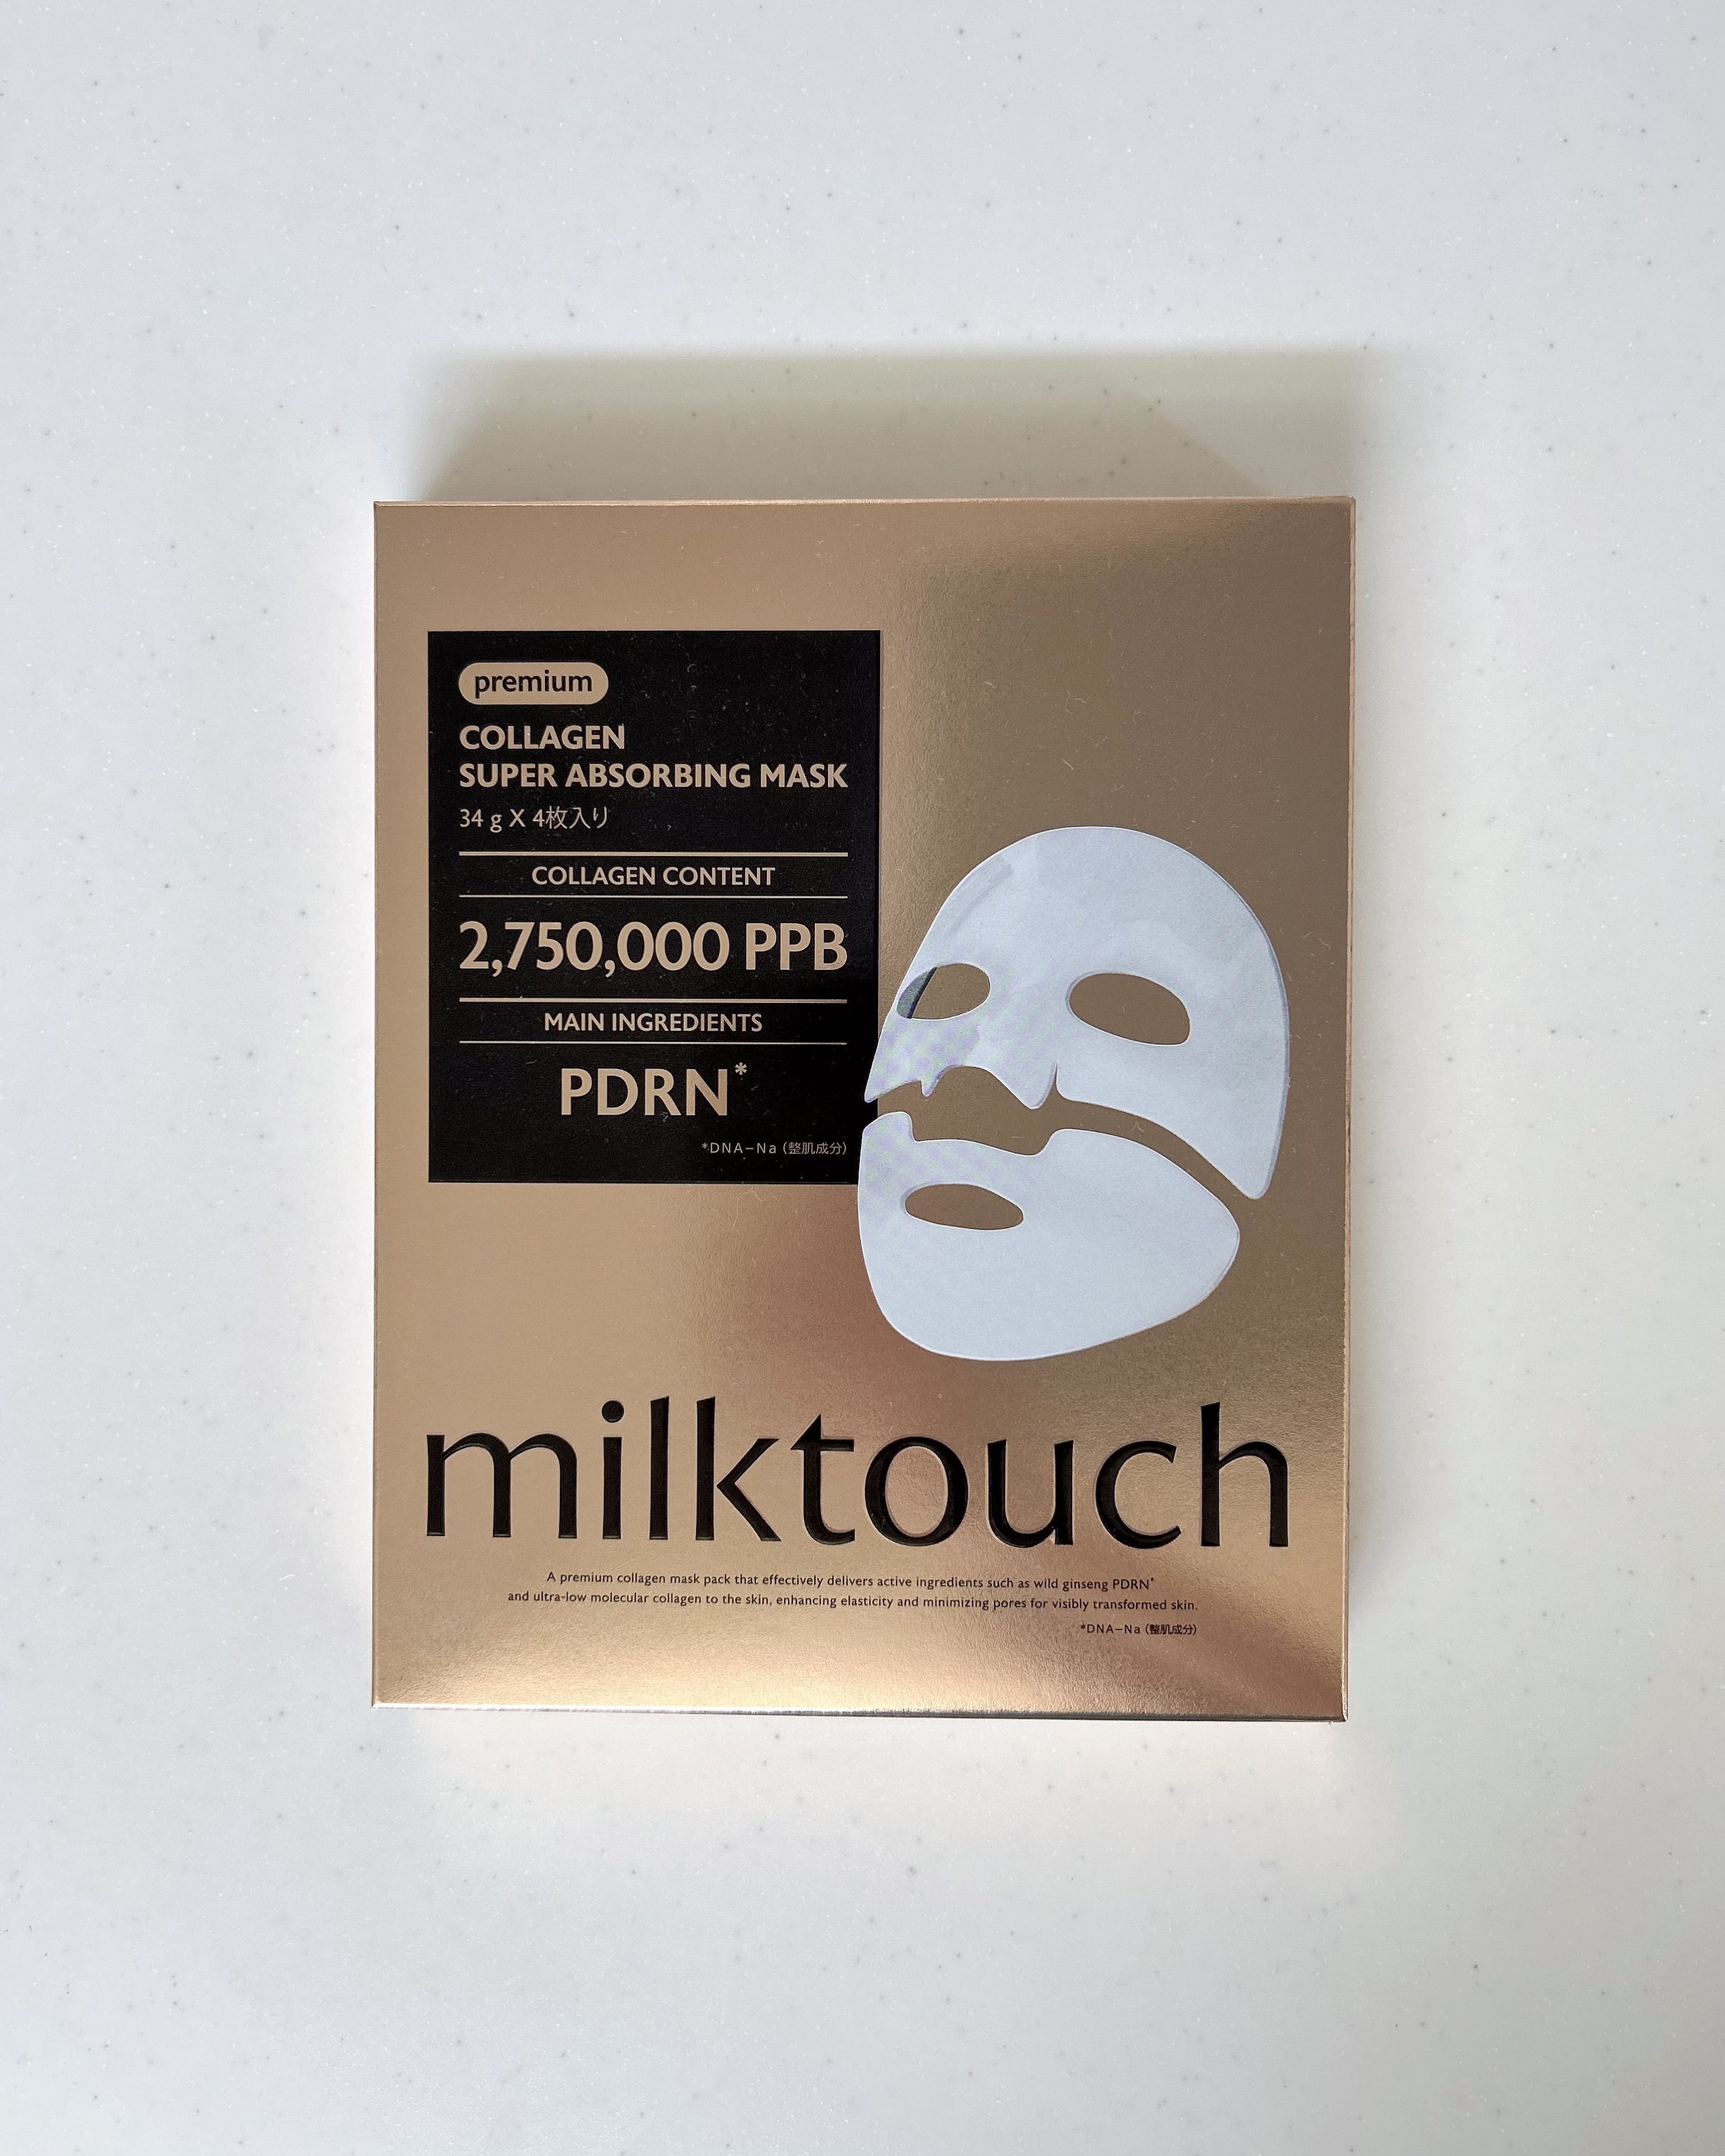 premium
COLLAGEN
SUPER ABSORBING MASK
34 g X 4枚入り
COLLAGEN CONTENT
2,750,000 PPB
MAIN INGREDIENTS
PDRN*
*DNA−Na (整肌成分)
milktouch
A premium collagen mask pack that effectively delivers active ingredients such as wild ginseng PDRN*
and ultra-low molecular collagen to the skin, enhancing elasticity and minimizing pores for visibly transformed skin.
*DNA−Na (整肌成分)